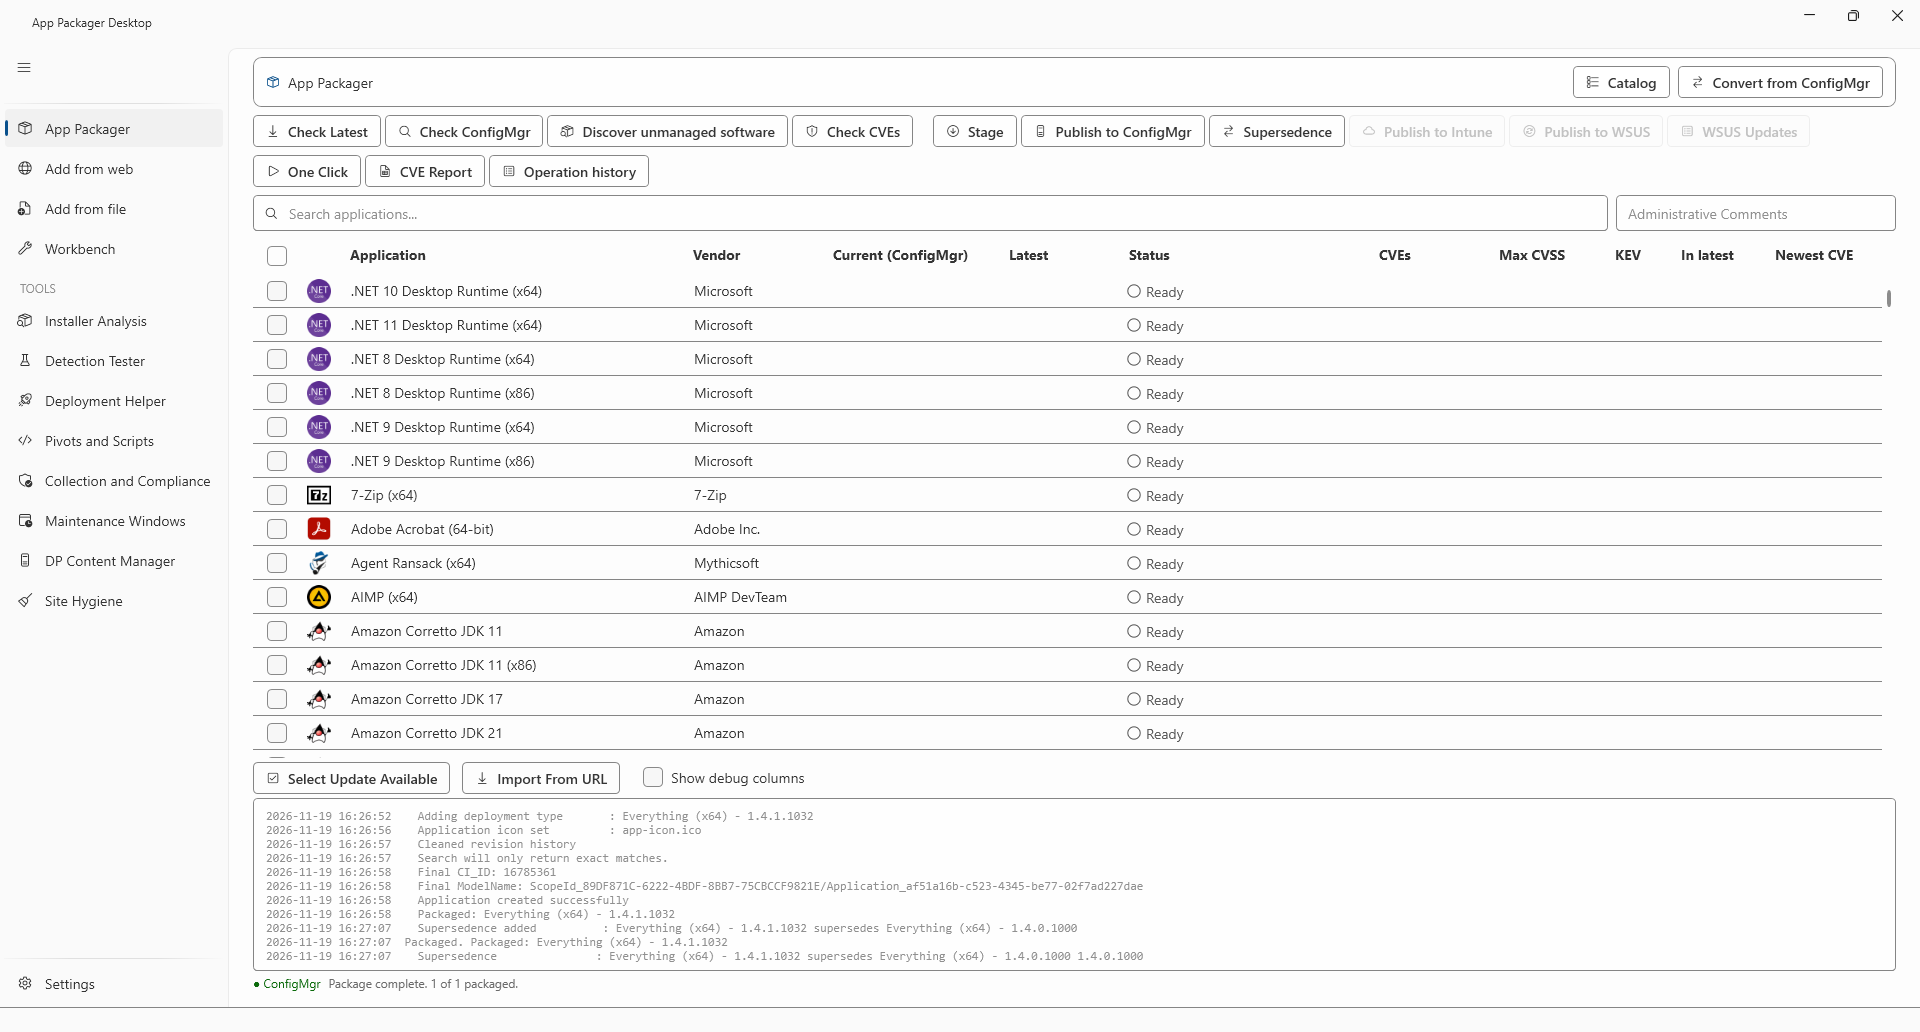 App Packager Desktop
App Packager
Add from web
Add from file
Workbench
TOOLS
Installer Analysis
Detection Tester
Deployment Helper
Pivots and Scripts
Collection and Compliance
Maintenance Windows
DP Content Manager
Site Hygiene
Settings
App Packager Catalog Convert from ConfigMgr
Check Latest Check ConfigMgr Discover unmanaged software Check CVEs Stage Publish to ConfigMgr Supersedence Publish to Intune Publish to WSUS WSUS Updates
One Click CVE Report Operation history
Search applications... Administrative Comments
Application Vendor Current (ConfigMgr) Latest Status CVEs Max CVSS KEV In latest Newest CVE
.NET 10 Desktop Runtime (x64) Microsoft Ready
.NET 11 Desktop Runtime (x64) Microsoft Ready
.NET 8 Desktop Runtime (x64) Microsoft Ready
.NET 8 Desktop Runtime (x86) Microsoft Ready
.NET 9 Desktop Runtime (x64) Microsoft Ready
.NET 9 Desktop Runtime (x86) Microsoft Ready
7-Zip (x64) 7-Zip Ready
Adobe Acrobat (64-bit) Adobe Inc. Ready
Agent Ransack (x64) Mythicsoft Ready
AIMP (x64) AIMP DevTeam Ready
Amazon Corretto JDK 11 Amazon Ready
Amazon Corretto JDK 11 (x86) Amazon Ready
Amazon Corretto JDK 17 Amazon Ready
Amazon Corretto JDK 21 Amazon Ready
Select Update Available Import From URL Show debug columns
2026-11-19 16:26:52 Adding deployment type : Everything (x64) - 1.4.1.1032
2026-11-19 16:26:56 Application icon set : app-icon.ico
2026-11-19 16:26:57 Cleaned revision history
2026-11-19 16:26:57 Search will only return exact matches.
2026-11-19 16:26:58 Final CI_ID: 16785361
2026-11-19 16:26:58 Final ModelName: ScopeId_89DF871C-6222-4BDF-8BB7-75CBCCF9821E/Application_af51a16b-c523-4345-be77-02f7ad227dae
2026-11-19 16:26:58 Application created successfully
2026-11-19 16:26:58 Packaged: Everything (x64) - 1.4.1.1032
2026-11-19 16:27:07 Supersedence added : Everything (x64) - 1.4.1.1032 supersedes Everything (x64) - 1.4.0.1000
2026-11-19 16:27:07 Packaged. Packaged: Everything (x64) - 1.4.1.1032
2026-11-19 16:27:07 Supersedence : Everything (x64) - 1.4.1.1032 supersedes Everything (x64) - 1.4.0.1000 1.4.0.1000
ConfigMgr Package complete. 1 of 1 packaged.